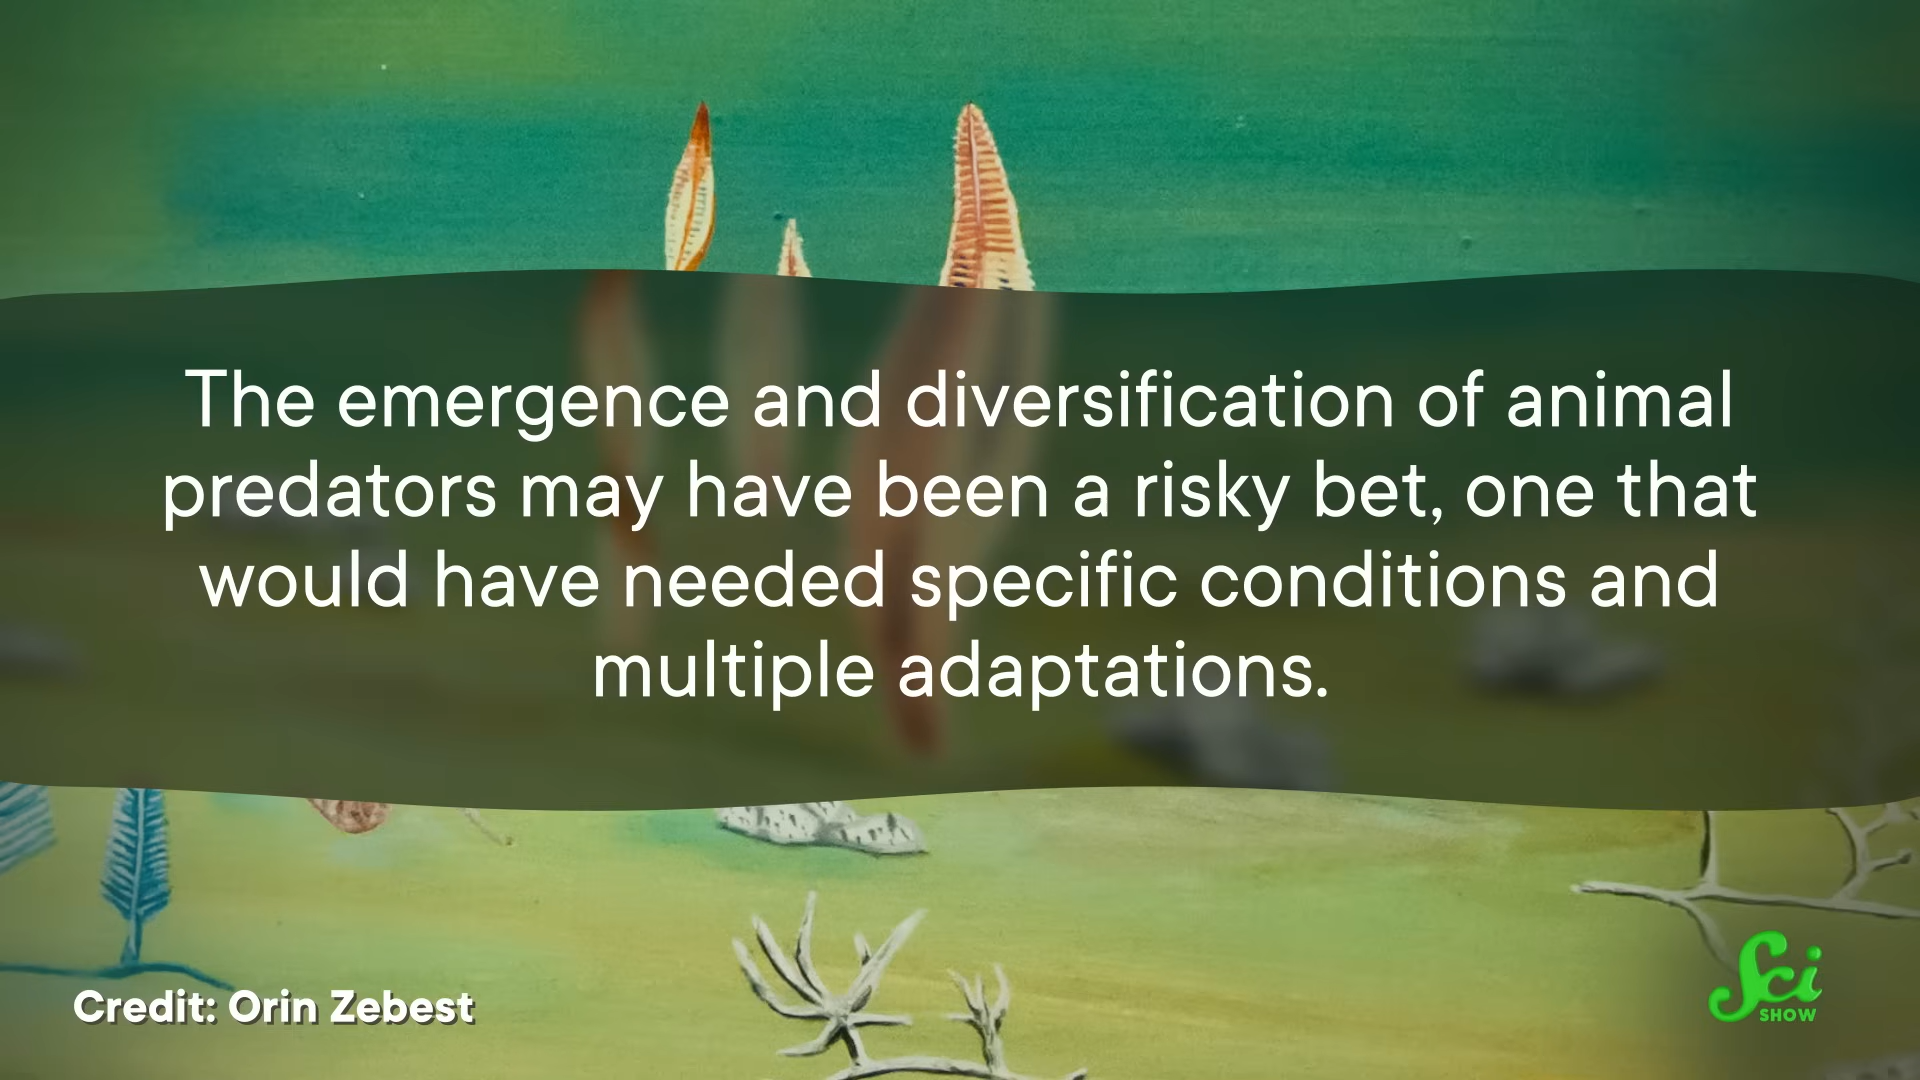 The emergence and diversification of animal
predators may have been a risky bet, one that
would have needed specific conditions and
multiple adaptations.
Credit: Orin Zebest
Sci
SHOW